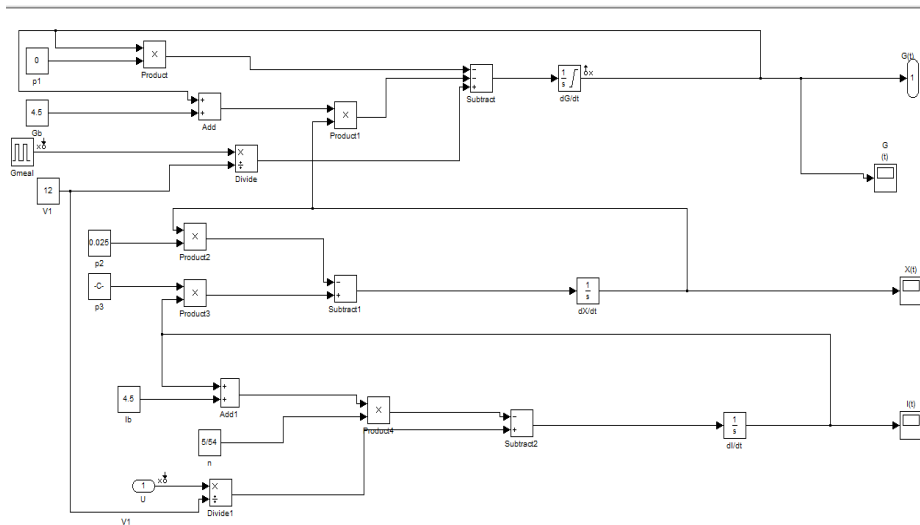 G(t)
0
p1
×
Product
−
−
+
Subtract
1
s
dG/dt
x
1
4.5
Gb
+
+
Add
×
Product1
G
(t)
Gmeal
x
×
÷
Divide
12
V1
0.025
p2
×
Product2
-C-
p3
×
Product3
−
+
Subtract1
1
s
dX/dt
X(t)
4.5
Ib
+
+
Add1
×
Product4
5/54
n
−
+
Subtract2
1
s
dI/dt
I(t)
1
U
x
×
÷
Divide1
V1